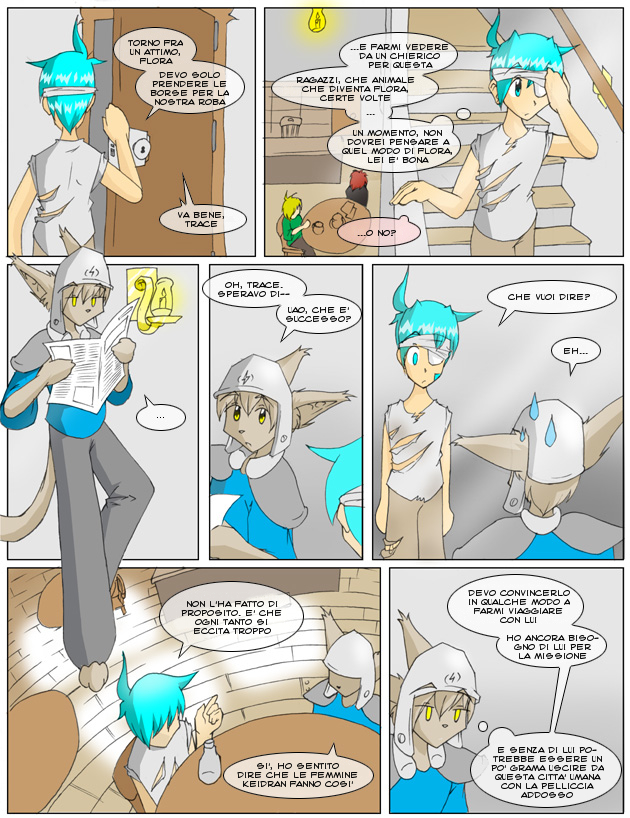 TORNO FRA
UN ATTIMO,
FLORA
DEVO SOLO
PRENDERE LE
BORSE PER LA
NOSTRA ROBA
VA BENE,
TRACE
...E FARMI VEDERE
DA UN CHIERICO
PER QUESTA
RAGAZZI, CHE ANIMALE
CHE DIVENTA FLORA,
CERTE VOLTE
...
UN MOMENTO, NON
DOVREI PENSARE A
QUEL MODO DI FLORA,
LEI E' BONA
...O NO?
...
OH, TRACE.
SPERAVO DI--
UAO, CHE E'
SUCCESSO?
CHE VUOI DIRE?
EH...
NON L'HA FATTO DI
PROPOSITO. E' CHE
OGNI TANTO SI
ECCITA TROPPO
SI', HO SENTITO
DIRE CHE LE FEMMINE
KEIDRAN FANNO COSI'
DEVO CONVINCERLO
IN QUALCHE MODO A
FARMI VIAGGIARE
CON LUI
HO ANCORA BISO-
GNO DI LUI PER
LA MISSIONE
E SENZA DI LUI PO-
TREBBE ESSERE UN
PO' GRAMA USCIRE DA
QUESTA CITTA' UMANA
CON LA PELLICCIA
ADDOSSO